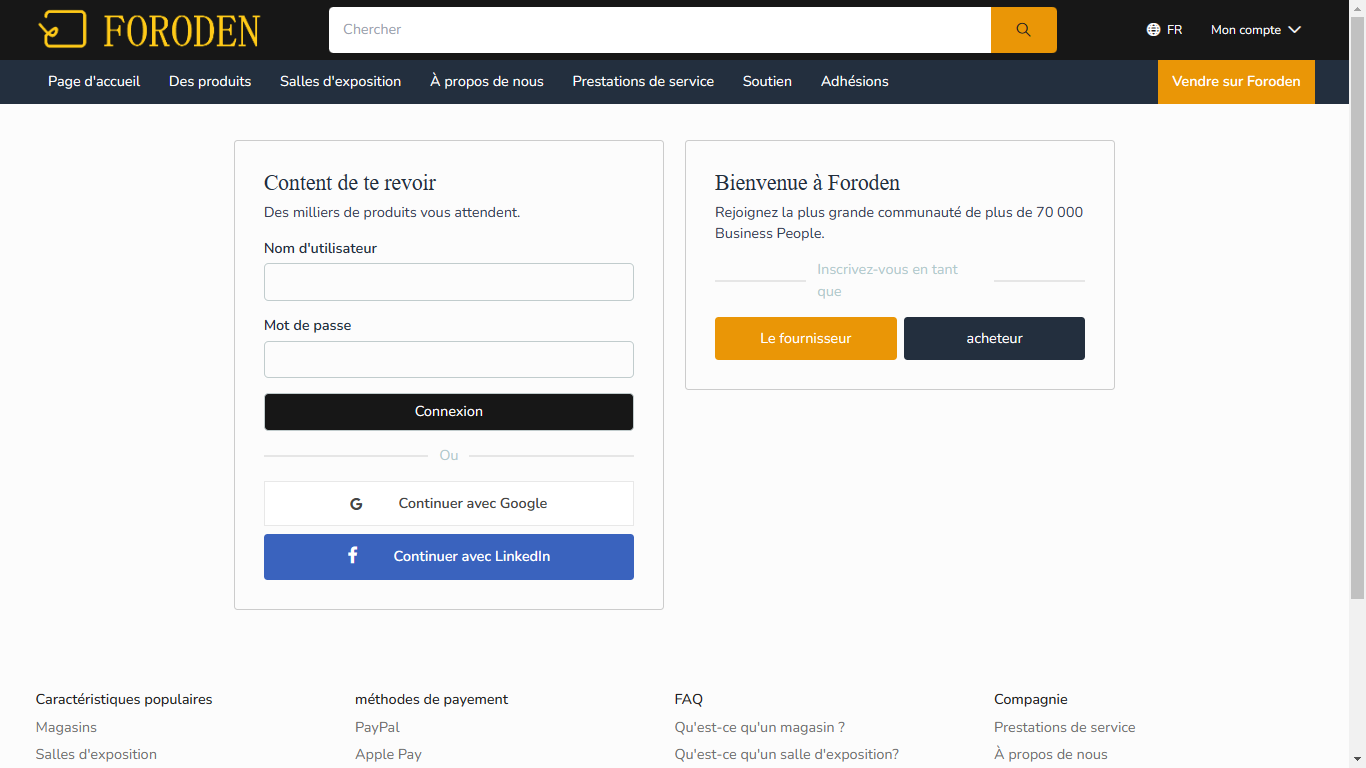 FORODEN
Chercher
FR
Mon compte
Page d'accueil
Des produits
Salles d'exposition
À propos de nous
Prestations de service
Soutien
Adhésions
Vendre sur Foroden
Content de te revoir
Des milliers de produits vous attendent.
Nom d'utilisateur
Mot de passe
Connexion
Ou
G
Continuer avec Google
f
Continuer avec LinkedIn
Bienvenue à Foroden
Rejoignez la plus grande communauté de plus de 70 000
Business People.
Inscrivez-vous en tant
que
Le fournisseur
acheteur
Caractéristiques populaires
Magasins
Salles d'exposition
méthodes de payement
PayPal
Apple Pay
FAQ
Qu'est-ce qu'un magasin ?
Qu'est-ce qu'un salle d'exposition?
Compagnie
Prestations de service
À propos de nous